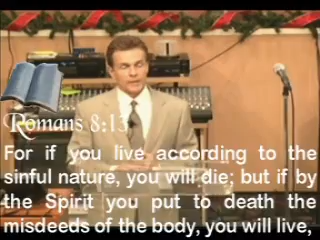 Romans 8:13
For if you live according to the
sinful nature, you will die; but if by
the Spirit you put to death the
misdeeds of the body, you will live,